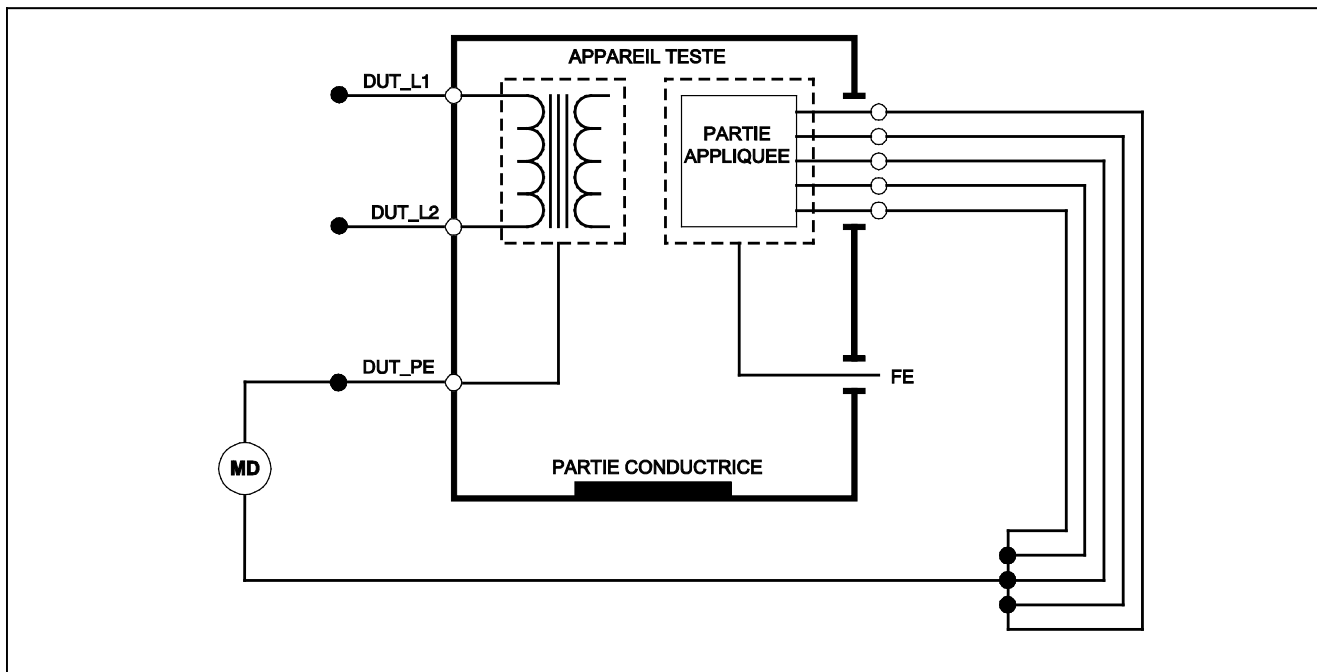 APPAREIL TESTE
DUT_L1
PARTIE
APPLIQUEE
DUT_L2
DUT_PE
FE
MD
PARTIE CONDUCTRICE